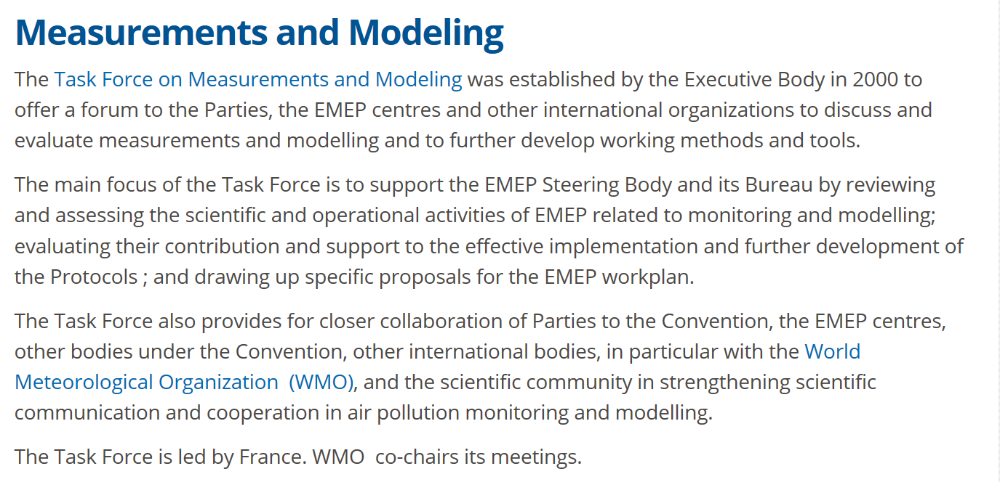 Measurements and Modeling
The Task Force on Measurements and Modeling was established by the Executive Body in 2000 to
offer a forum to the Parties, the EMEP centres and other international organizations to discuss and
evaluate measurements and modelling and to further develop working methods and tools.
The main focus of the Task Force is to support the EMEP Steering Body and its Bureau by reviewing
and assessing the scientific and operational activities of EMEP related to monitoring and modelling;
evaluating their contribution and support to the effective implementation and further development of
the Protocols ; and drawing up specific proposals for the EMEP workplan.
The Task Force also provides for closer collaboration of Parties to the Convention, the EMEP centres,
other bodies under the Convention, other international bodies, in particular with the World
Meteorological Organization  (WMO), and the scientific community in strengthening scientific
communication and cooperation in air pollution monitoring and modelling.
The Task Force is led by France. WMO  co-chairs its meetings.